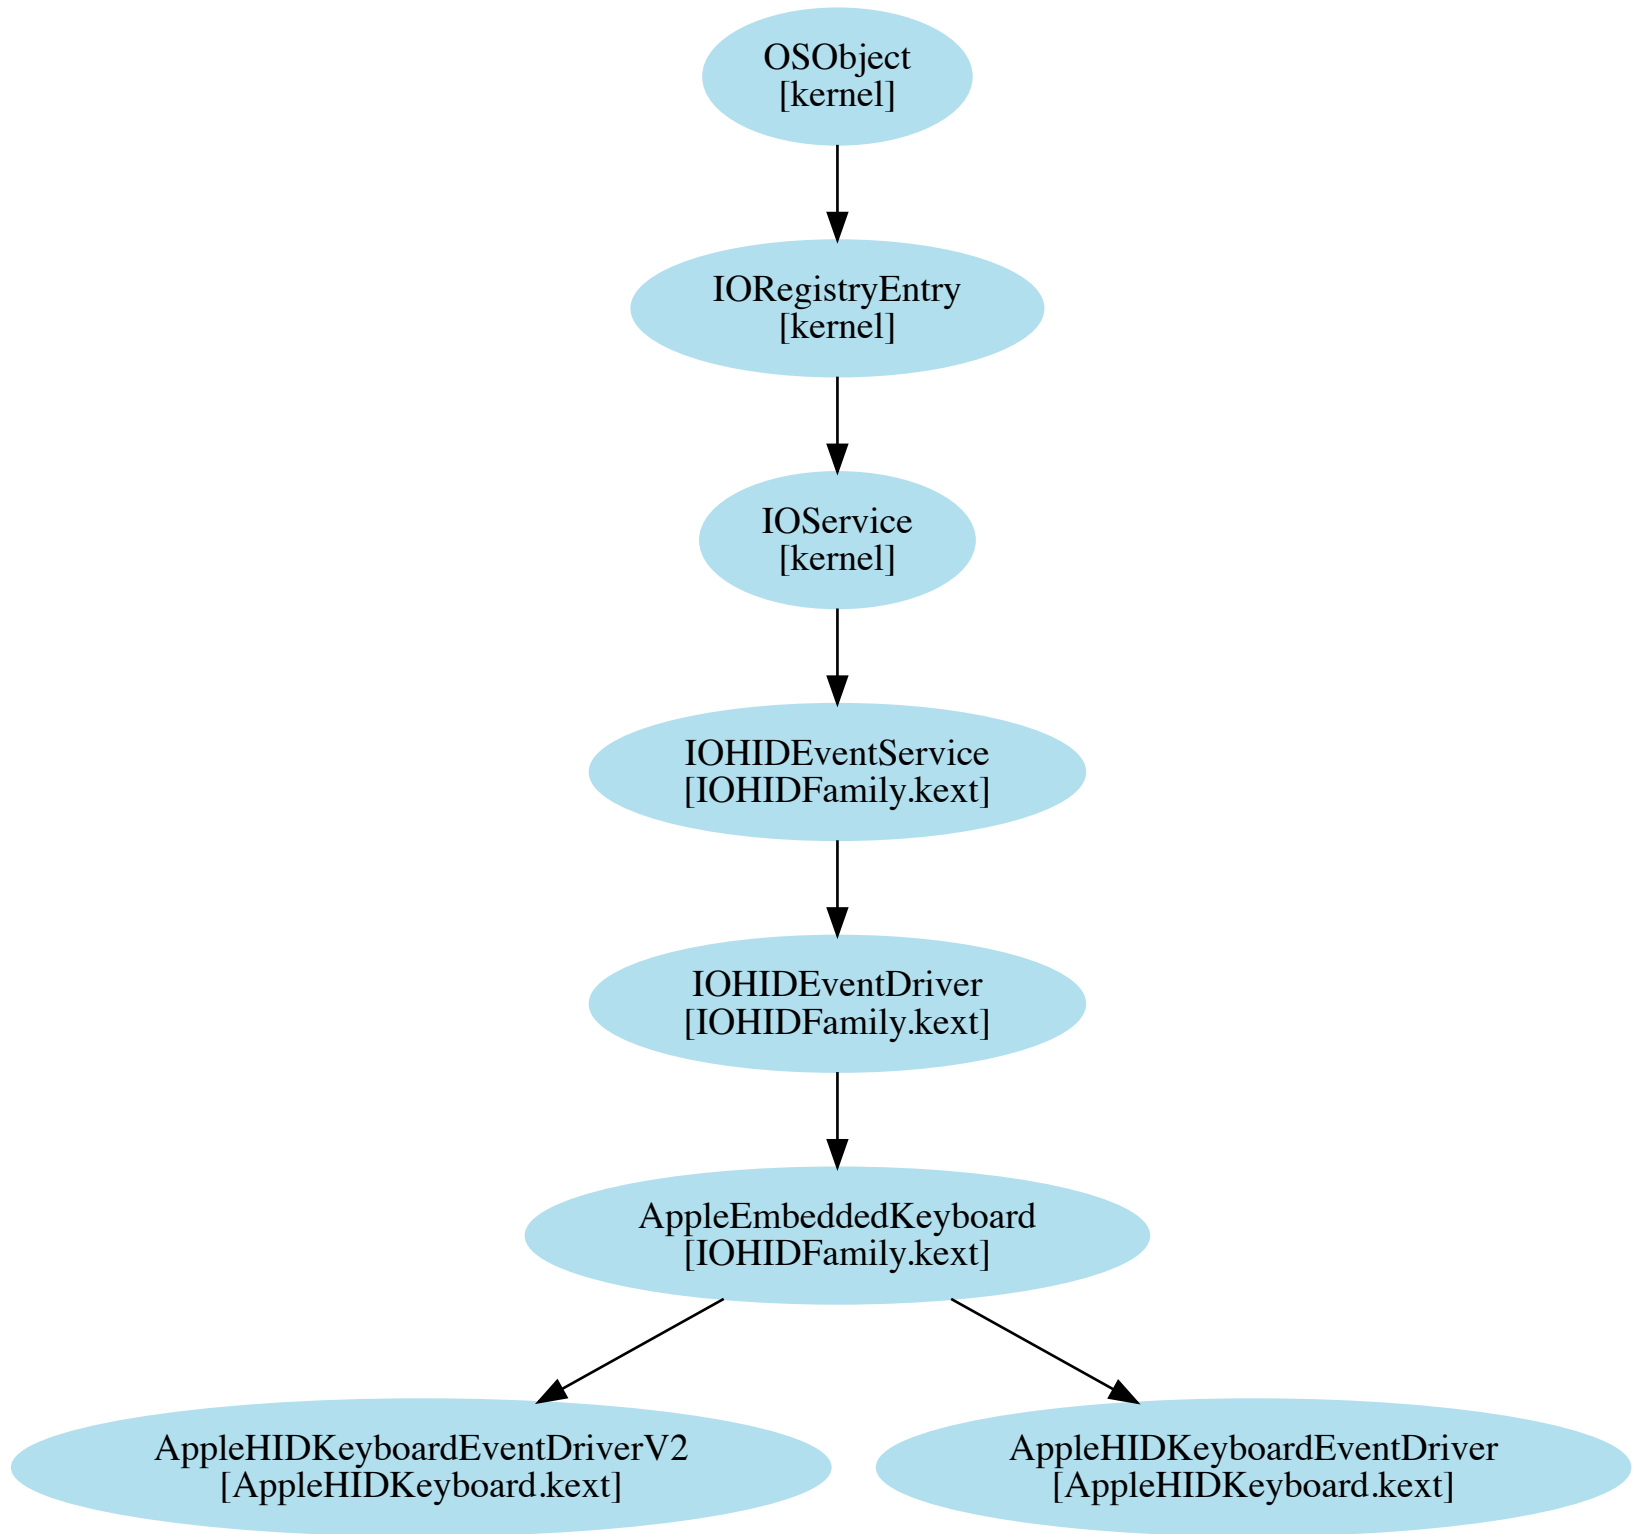 OSObject
[kernel]
IORegistryEntry
[kernel]
IOService
[kernel]
IOHIDEventService
[IOHIDFamily.kext]
IOHIDEventDriver
[IOHIDFamily.kext]
AppleEmbeddedKeyboard
[IOHIDFamily.kext]
AppleHIDKeyboardEventDriverV2
[AppleHIDKeyboard.kext]
AppleHIDKeyboardEventDriver
[AppleHIDKeyboard.kext]